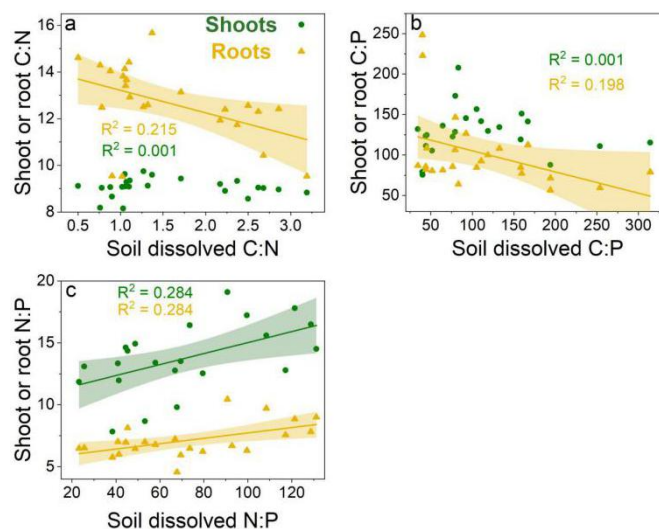 a
Shoots
Roots
R² = 0.215
R² = 0.001
Shoot or root C:N
16
14
12
10
8
0.5 1.0 1.5 2.0 2.5 3.0
Soil dissolved C:N
b
R² = 0.001
R² = 0.198
Shoot or root C:P
250
200
150
100
50
50 100 150 200 250 300
Soil dissolved C:P
c
R² = 0.284
R² = 0.284
Shoot or root N:P
20
15
10
5
20 40 60 80 100 120
Soil dissolved N:P